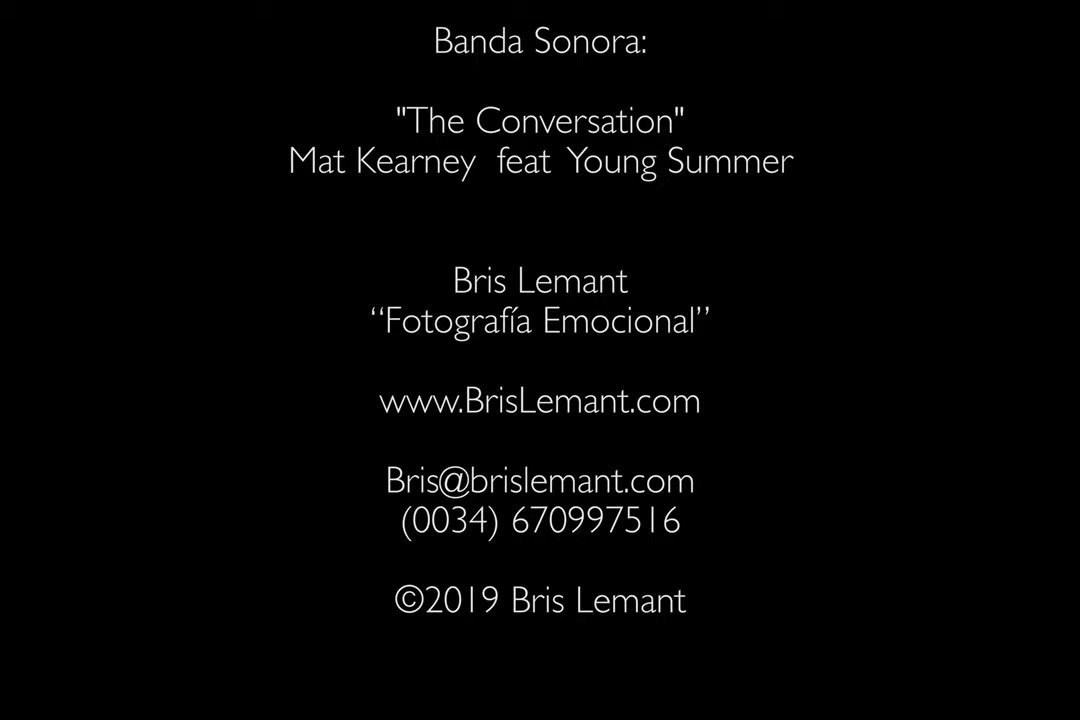 Banda Sonora:
"The Conversation"
Mat Kearney feat Young Summer
Bris Lemant
“Fotografía Emocional”
www.BrisLemant.com
Bris@brislemant.com
(0034) 670997516
©2019 Bris Lemant